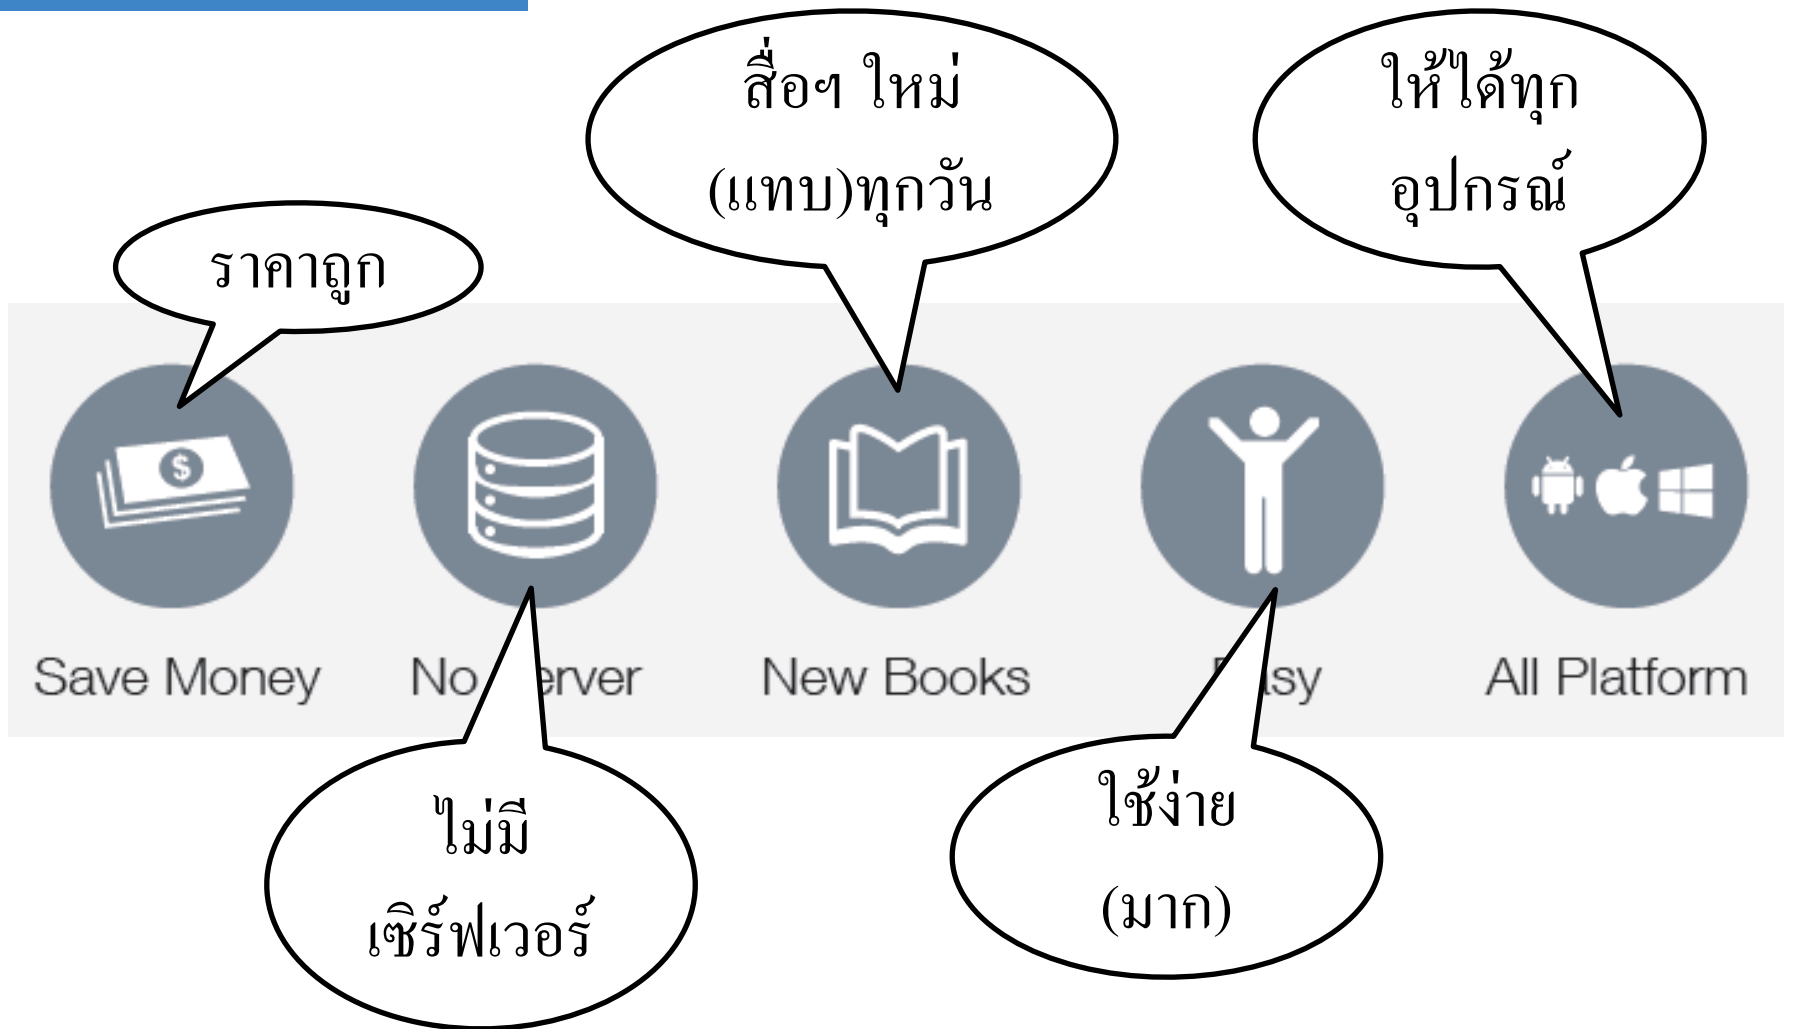 สื่อฯ ใหม่
(แทบ)ทุกวัน
ให้ได้ทุก
อุปกรณ์
ราคาถูก
$
Save Money
No Server
New Books
Easy
All Platform
ไม่มี
เซิร์ฟเวอร์
ใช้ง่าย
(มาก)